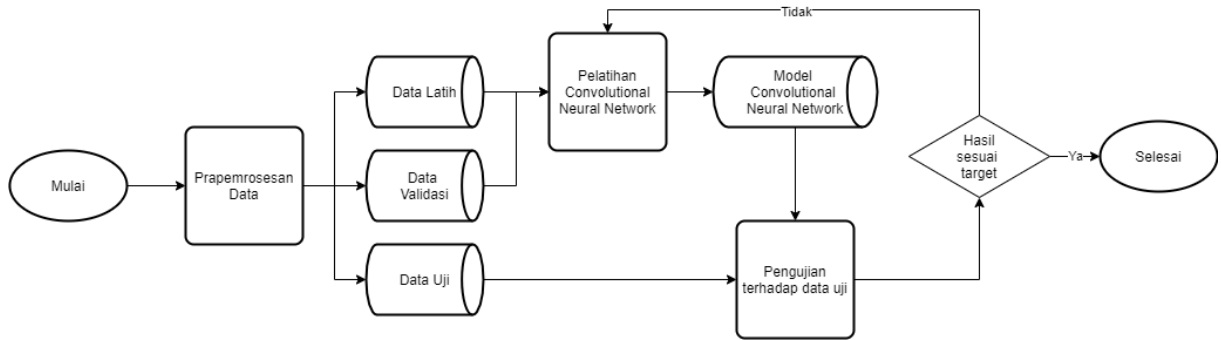 Mulai
Prapemrosesan
Data
Data Latih
Data
Validasi
Data Uji
Pelatihan
Convolutional
Neural Network
Model
Convolutional
Neural Network
Pengujian
terhadap data uji
Tidak
Hasil
sesuai
target
Ya
Selesai